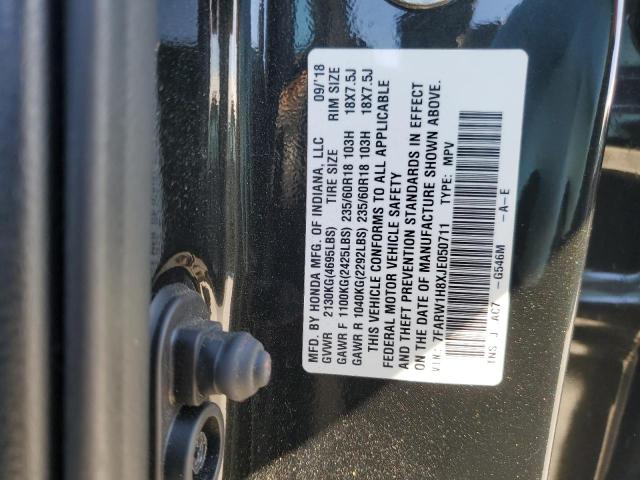 MFD. BY HONDA MFG. OF INDIANA, LLC 09/'18
GVWR 2130KG(4695LBS) TIRE SIZE RIM SIZE
GAWR F 1100KG(2425LBS) 235/60R18 103H 18X7.5J
GAWR R 1040KG(2292LBS) 235/60R18 103H 18X7.5J
THIS VEHICLE CONFORMS TO ALL APPLICABLE
FEDERAL MOTOR VEHICLE SAFETY
AND THEFT PREVENTION STANDARDS IN EFFECT
ON THE DATE OF MANUFACTURE SHOWN ABOVE.
VIN: 7FARW1H8XJE050711 TYPE: MPV
INS J AC7 -G546M -A-E